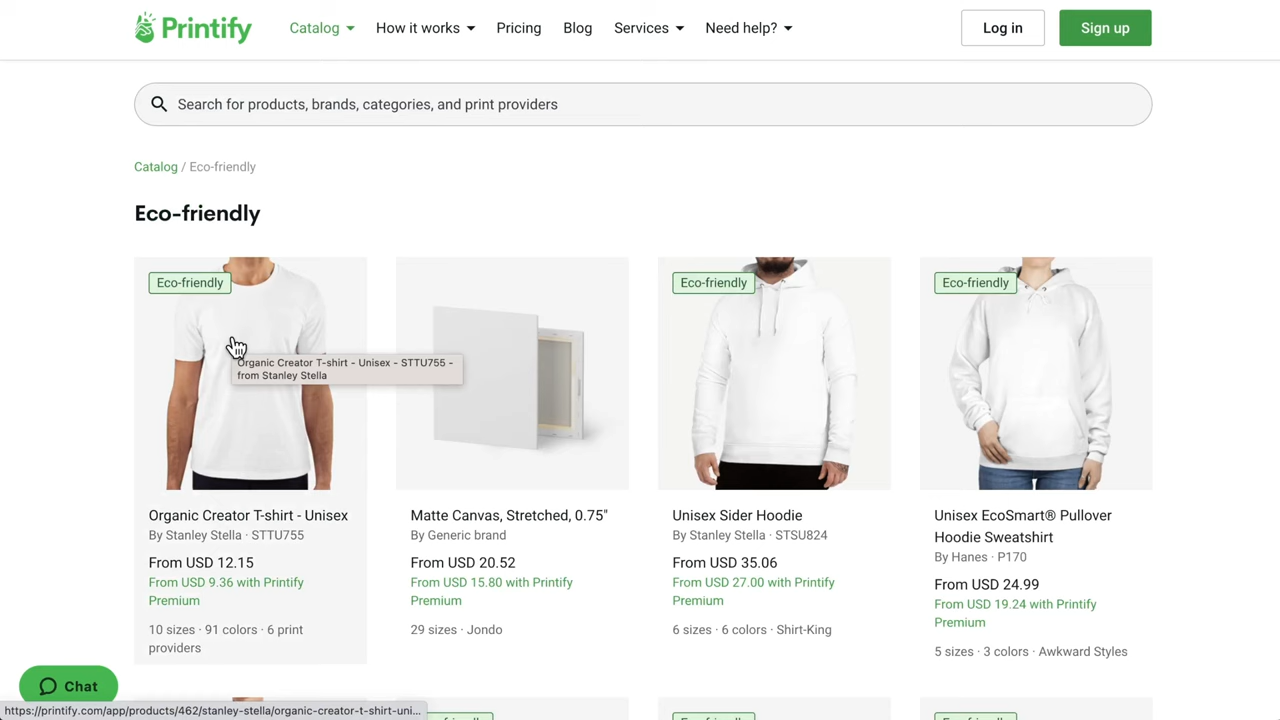 Printify
Catalog
How it works
Pricing
Blog
Services
Need help?
Log in
Sign up
Search for products, brands, categories, and print providers
Catalog / Eco-friendly
Eco-friendly
Eco-friendly
Eco-friendly
Eco-friendly
Organic Creator T-shirt - Unisex - STTU755 -
from Stanley Stella
Organic Creator T-shirt - Unisex
By Stanley Stella · STTU755
From USD 12.15
From USD 9.36 with Printify
Premium
10 sizes · 91 colors · 6 print
providers
Matte Canvas, Stretched, 0.75"
By Generic brand
From USD 20.52
From USD 15.80 with Printify
Premium
29 sizes · Jondo
Unisex Sider Hoodie
By Stanley Stella · STSU824
From USD 35.06
From USD 27.00 with Printify
Premium
6 sizes · 6 colors · Shirt-King
Unisex EcoSmart® Pullover
Hoodie Sweatshirt
By Hanes · P170
From USD 24.99
From USD 19.24 with Printify
Premium
5 sizes · 3 colors · Awkward Styles
Chat
https://printify.com/app/products/462/stanley-stella/organic-creator-t-shirt-uni...